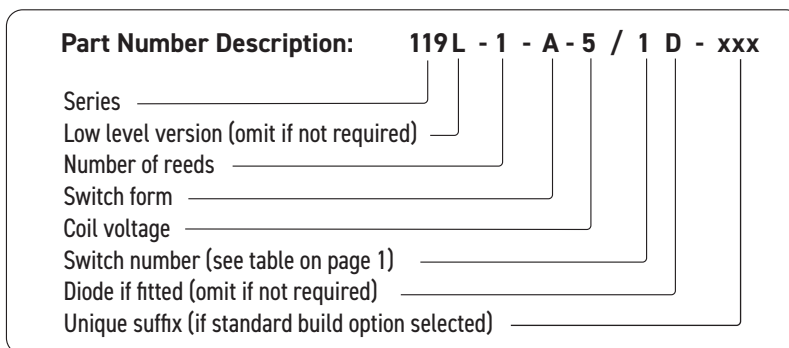 Part Number Description: 119L - 1 - A - 5 / 1 D - xxx
Series
Low level version (omit if not required)
Number of reeds
Switch form
Coil voltage
Switch number (see table on page 1)
Diode if fitted (omit if not required)
Unique suffix (if standard build option selected)